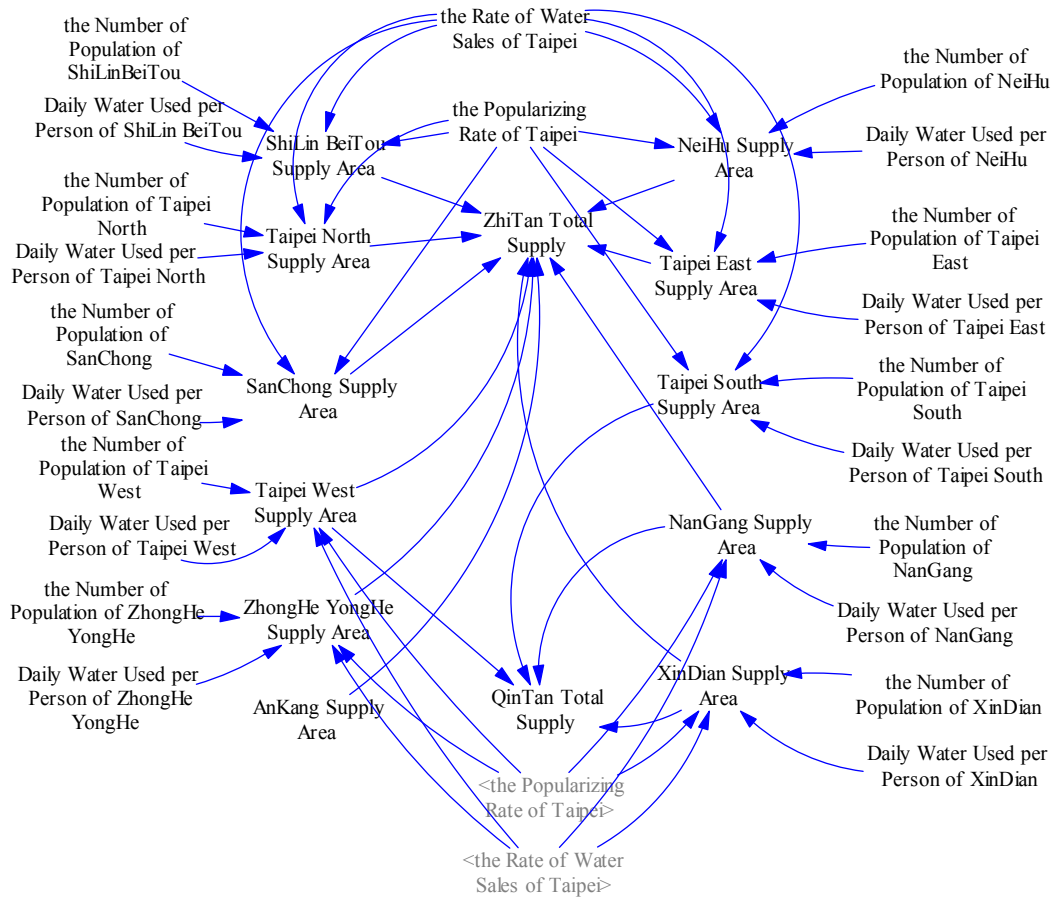 the Rate of Water
Sales of Taipei
the Number of
Population of
ShiLinBeiTou
the Number of
Population of NeiHu
Daily Water Used per
Person of ShiLin BeiTou
the Popularizing
Rate of Taipei
ShiLin BeiTou
Supply Area
NeiHu Supply
Area
Daily Water Used per
Person of NeiHu
the Number of
Population of Taipei
North
ZhiTan Total
Supply
the Number of
Population of Taipei
East
Taipei North
Supply Area
Daily Water Used per
Person of Taipei North
Taipei East
Supply Area
Daily Water Used per
Person of Taipei East
the Number of
Population of
SanChong
SanChong Supply
Area
Taipei South
Supply Area
the Number of
Population of Taipei
South
Daily Water Used per
Person of SanChong
the Number of
Population of Taipei
West
Daily Water Used per
Person of Taipei South
Taipei West
Supply Area
NanGang Supply
Area
the Number of
Population of
NanGang
Daily Water Used per
Person of Taipei West
the Number of
Population of ZhongHe
YongHe
ZhongHe YongHe
Supply Area
Daily Water Used per
Person of NanGang
Daily Water Used per
Person of ZhongHe
YongHe
AnKang Supply
Area
QinTan Total
Supply
XinDian Supply
Area
the Number of
Population of XinDian
Daily Water Used per
Person of XinDian
<the Popularizing
Rate of Taipei>
<the Rate of Water
Sales of Taipei>